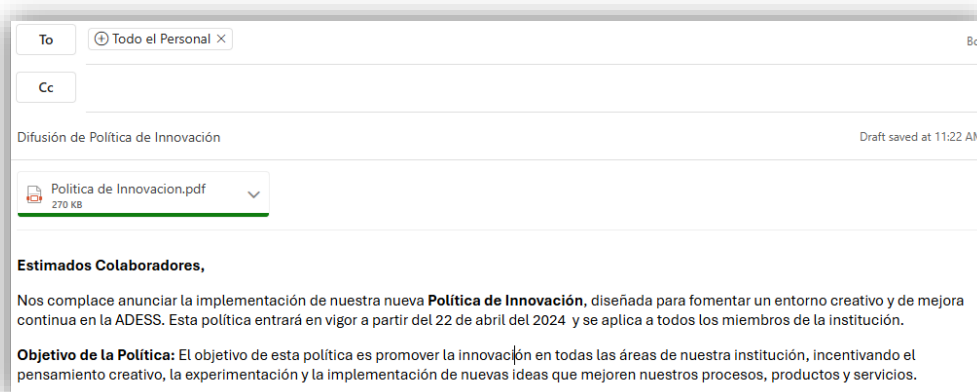 To
Todo el Personal
Cc
Difusión de Política de Innovación
Draft saved at 11:22 AM
Politica de Innovacion.pdf
270 KB
Estimados Colaboradores,
Nos complace anunciar la implementación de nuestra nueva Política de Innovación, diseñada para fomentar un entorno creativo y de mejora
continua en la ADESS. Esta política entrará en vigor a partir del 22 de abril del 2024 y se aplica a todos los miembros de la institución.
Objetivo de la Política: El objetivo de esta política es promover la innovación en todas las áreas de nuestra institución, incentivando el
pensamiento creativo, la experimentación y la implementación de nuevas ideas que mejoren nuestros procesos, productos y servicios.